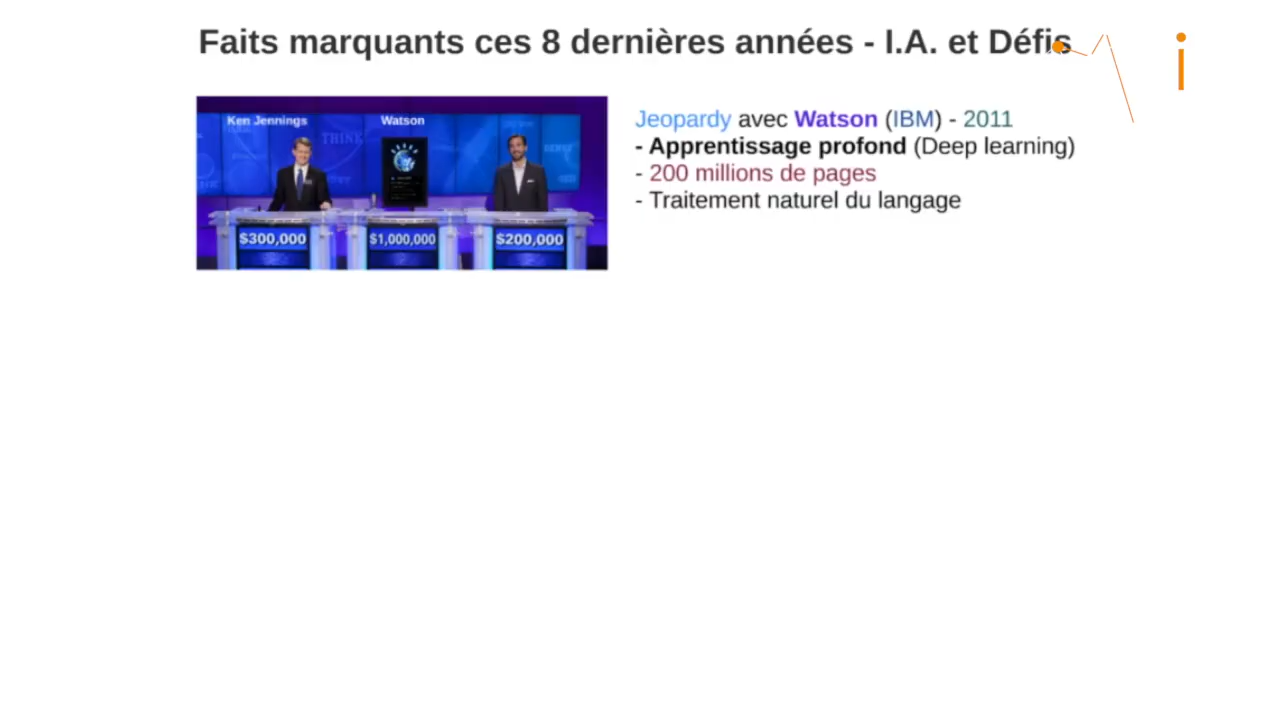 Faits marquants ces 8 dernières années - I.A. et Défis
Ken Jennings
Watson
THINK
$300,000
$1,000,000
$200,000
Jeopardy avec Watson (IBM) - 2011
- Apprentissage profond (Deep learning)
- 200 millions de pages
- Traitement naturel du langage
i